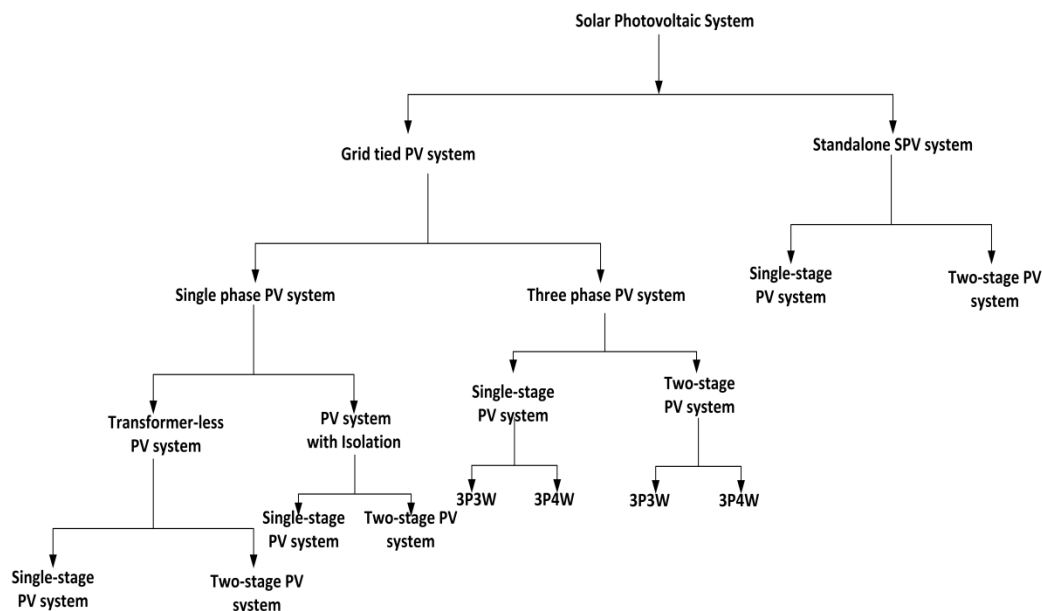 Solar Photovoltaic System
Grid tied PV system
Standalone SPV system
Single phase PV system
Three phase PV system
Single-stage
PV system
Two-stage PV
system
Transformer-less
PV system
PV system
with Isolation
Single-stage
PV system
Two-stage
PV system
Single-stage
PV system
Two-stage PV
system
3P3W
3P4W
3P3W
3P4W
Single-stage
PV system
Two-stage PV
system